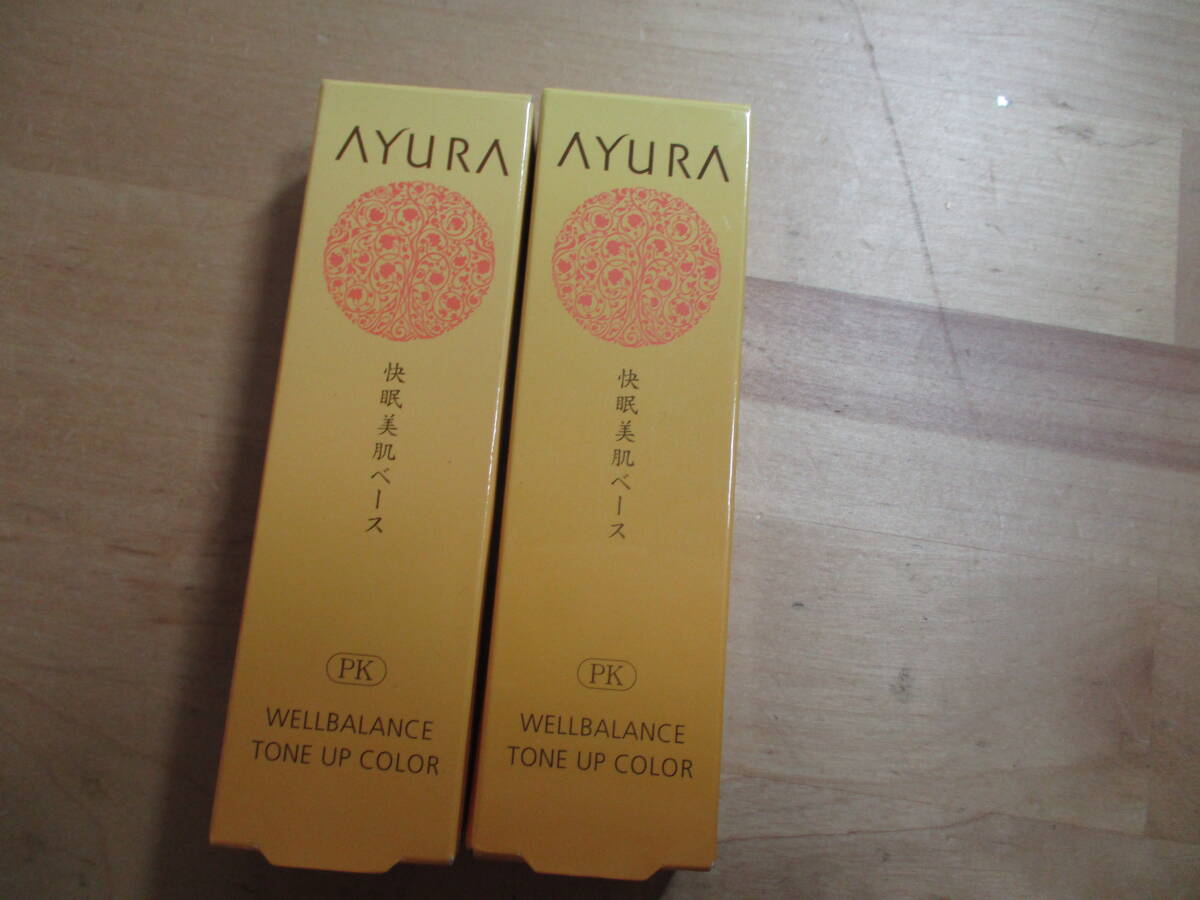 AYURA
快眠美肌ベース
PK
WELLBALANCE
TONE UP COLOR
AYURA
快眠美肌ベース
PK
WELLBALANCE
TONE UP COLOR